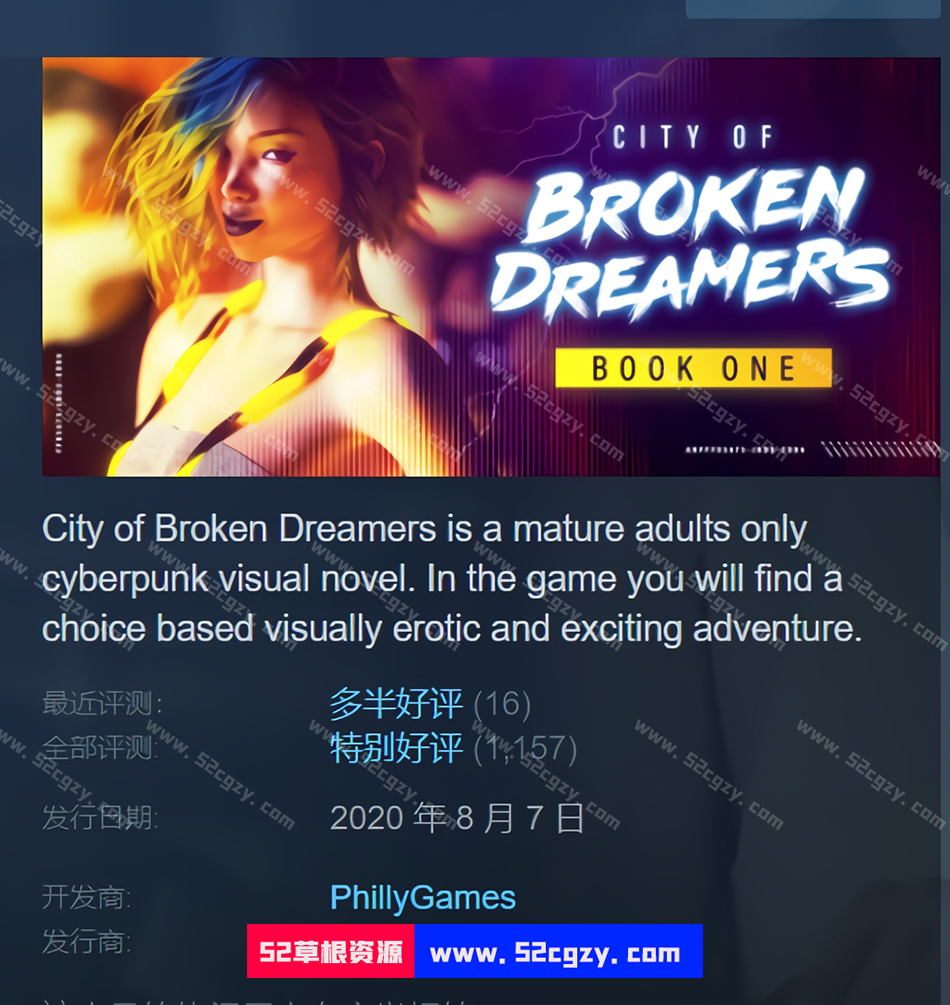 CITY OF
BROKEN
DREAMERS
BOOK ONE
City of Broken Dreamers is a mature adults only
cyberpunk visual novel. In the game you will find a
choice based visually erotic and exciting adventure.
最近评测: 多半好评 (16)
全部评测: 特别好评 (1,157)
发行日期: 2020 年 8 月 7 日
开发商: PhillyGames
发行商:
52草根资源 www.52cgzy.com
www.52cgzy.com